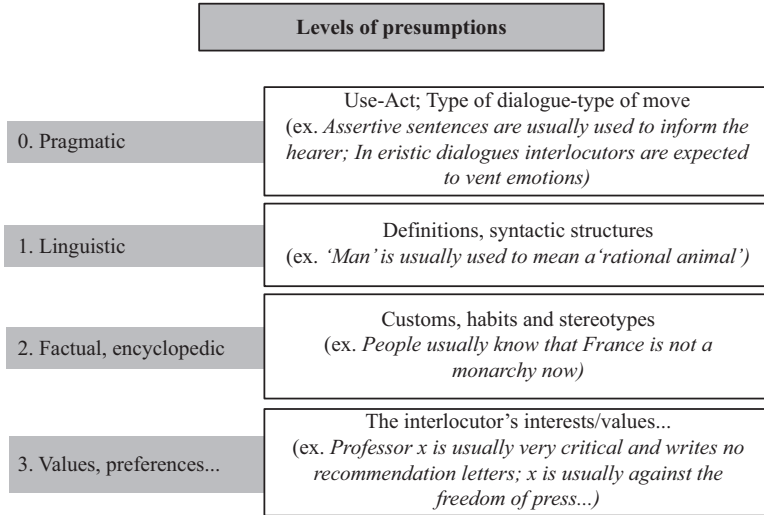 Levels of presumptions
0. Pragmatic
Use-Act; Type of dialogue-type of move
(ex. Assertive sentences are usually used to inform the
hearer; In eristic dialogues interlocutors are expected
to vent emotions)
1. Linguistic
Definitions, syntactic structures
(ex. ‘Man’ is usually used to mean a ‘rational animal’)
2. Factual, encyclopedic
Customs, habits and stereotypes
(ex. People usually know that France is not a
monarchy now)
3. Values, preferences...
The interlocutor’s interests/values...
(ex. Professor x is usually very critical and writes no
recommendation letters; x is usually against the
freedom of press...)